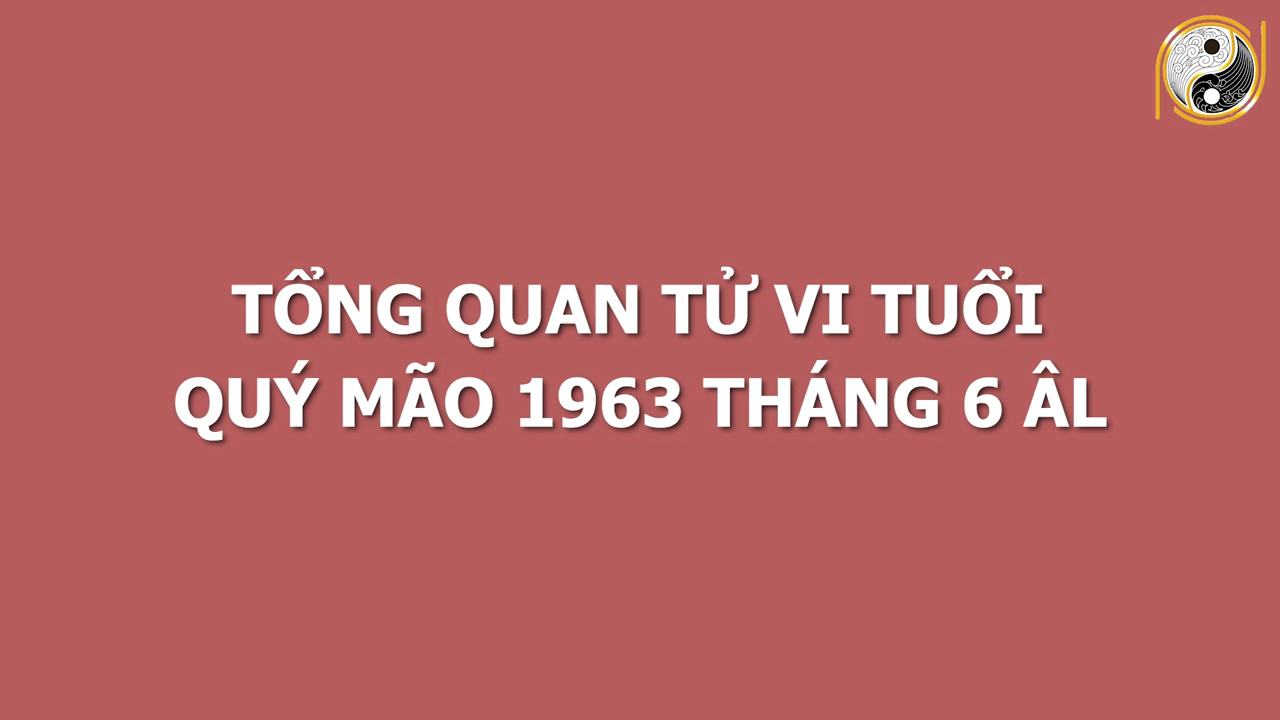 TỔNG QUAN TỬ VI TUỔI
QUÝ MÃO 1963 THÁNG 6 ÂL